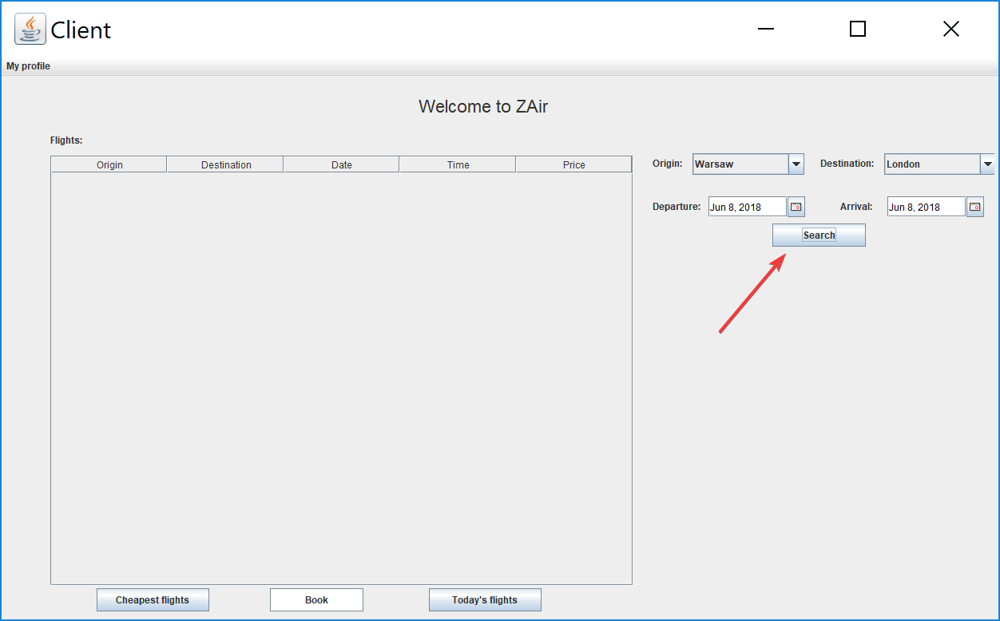 Client
My profile
Welcome to ZAir
Flights:
Origin Destination Date Time Price
Origin: Warsaw Destination: London
Departure: Jun 8, 2018 Arrival: Jun 8, 2018
Search
Cheapest flights Book Today's flights